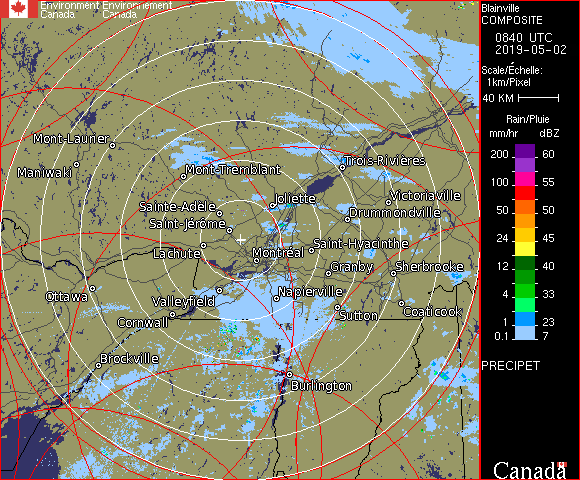 Environment Environnement
Canada Canada
Blainville
COMPOSITE
0840 UTC
2019-05-02
Scale/Échelle:
1km/Pixel
40 KM
Rain/Pluie
mm/hr dBZ
200 60
100 55
50 50
24 45
12 40
4 33
1 23
0.1 7
PRECIPET
Canada
Mont-Laurier
Maniwaki
Mont-Tremblant
Trois-Rivières
Joliette
Victoriaville
Sainte-Adèle
Drummondville
Saint-Jérôme
Lachute
Montréal
Saint-Hyacinthe
Granby
Sherbrooke
Ottawa
Valleyfield
Napierville
Cornwall
Sutton
Coaticook
Brockville
Burlington